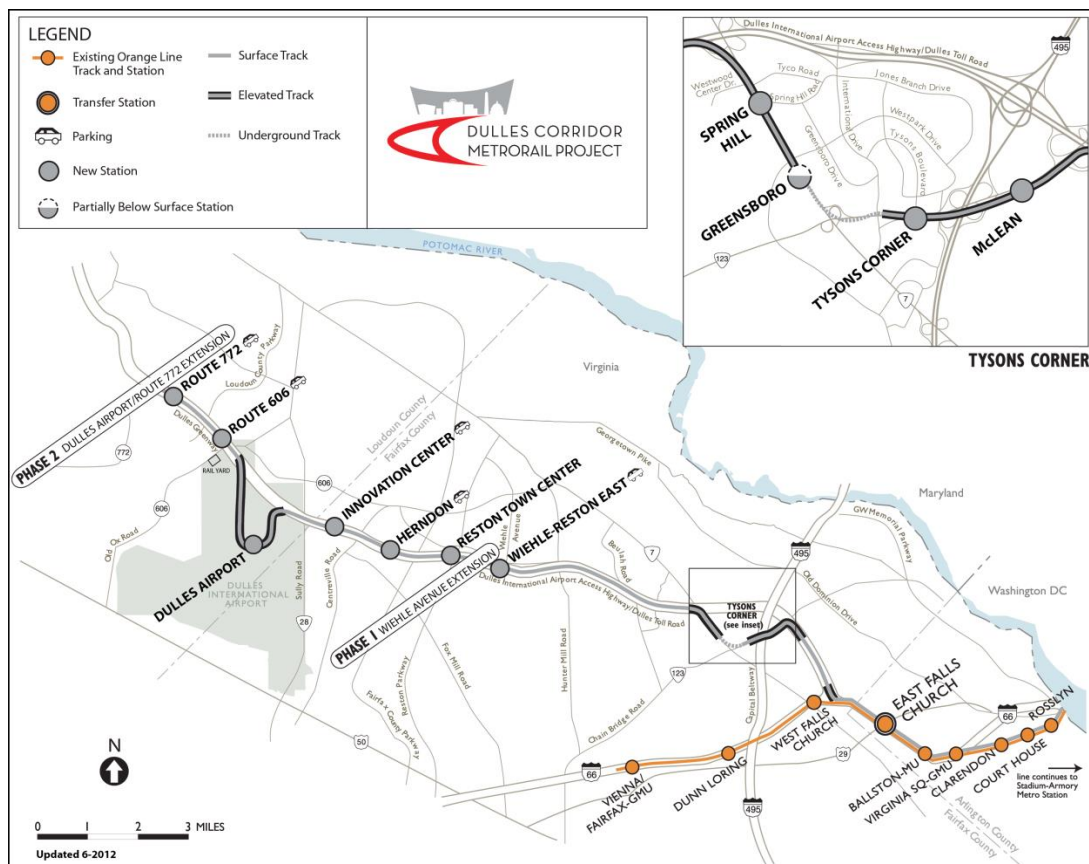 LEGEND
Existing Orange Line
Track and Station
Transfer Station
Parking
New Station
Partially Below Surface Station
Surface Track
Elevated Track
Underground Track
DULLES CORRIDOR
METRORAIL PROJECT
Dulles International Airport Access Highway/Dulles Toll Road
495
Westwood
Center Dr.
Tyco Road
Spring Hill Road
International Drive
Jones Branch Drive
Westpark Drive
Tysons Boulevard
Greensboro Drive
SPRING
HILL
GREENSBORO
TYSONS CORNER
McLEAN
123
7
TYSONS CORNER
POTOMAC RIVER
Virginia
Maryland
Washington DC
PHASE 2 DULLES AIRPORT/ROUTE 772 EXTENSION
ROUTE 772
Loudoun County Parkway
ROUTE 606
Dulles Greenway
772
RAIL YARD
606
606
Old Ox Road
Loudoun County
Fairfax County
INNOVATION CENTER
HERNDON
RESTON TOWN CENTER
WIEHLE-RESTON EAST
Wiehle
Avenue
DULLES AIRPORT
DULLES
INTERNATIONAL
AIRPORT
Sully Road
28
Centreville Road
PHASE 1 WIEHLE AVENUE EXTENSION
Dulles International Airport Access Highway/Dulles Toll Road
Georgetown Pike
Beulah Road
7
495
GW Memorial Parkway
Old Dominion Drive
TYSONS
CORNER
(see inset)
Fairfax County Parkway
Reston Parkway
Fox Mill Road
Hunter Mill Road
123
Chain Bridge Road
Capital Beltway
50
66
VIENNA/
FAIRFAX-GMU
DUNN LORING
WEST FALLS
CHURCH
29
495
EAST FALLS
CHURCH
66
BALLSTON-MU
VIRGINIA SQ-GMU
CLARENDON
COURT HOUSE
ROSSLYN
line continues to
Stadium-Armory
Metro Station
Arlington County
Fairfax County
N
0 1 2 3 MILES
Updated 6-2012